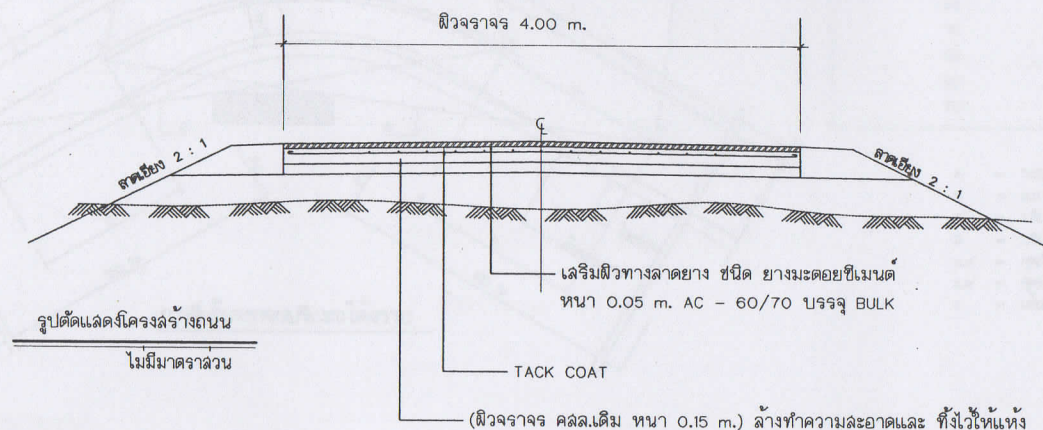 ผิวจราจร 4.00 m.
C
L
ลาดเอียง 2 : 1
ลาดเอียง 2 : 1
เสริมผิวทางลาดยาง ชนิด ยางมะตอยซีเมนต์
หนา 0.05 m. AC - 60/70 บรรจุ BULK
รูปตัดแสดงโครงสร้างถนน
ไม่มีมาตราส่วน
TACK COAT
(ผิวจราจร คสล.เดิม หนา 0.15 m.) ล้างทำความสะอาดและ ทิ้งไว้ให้แห้ง